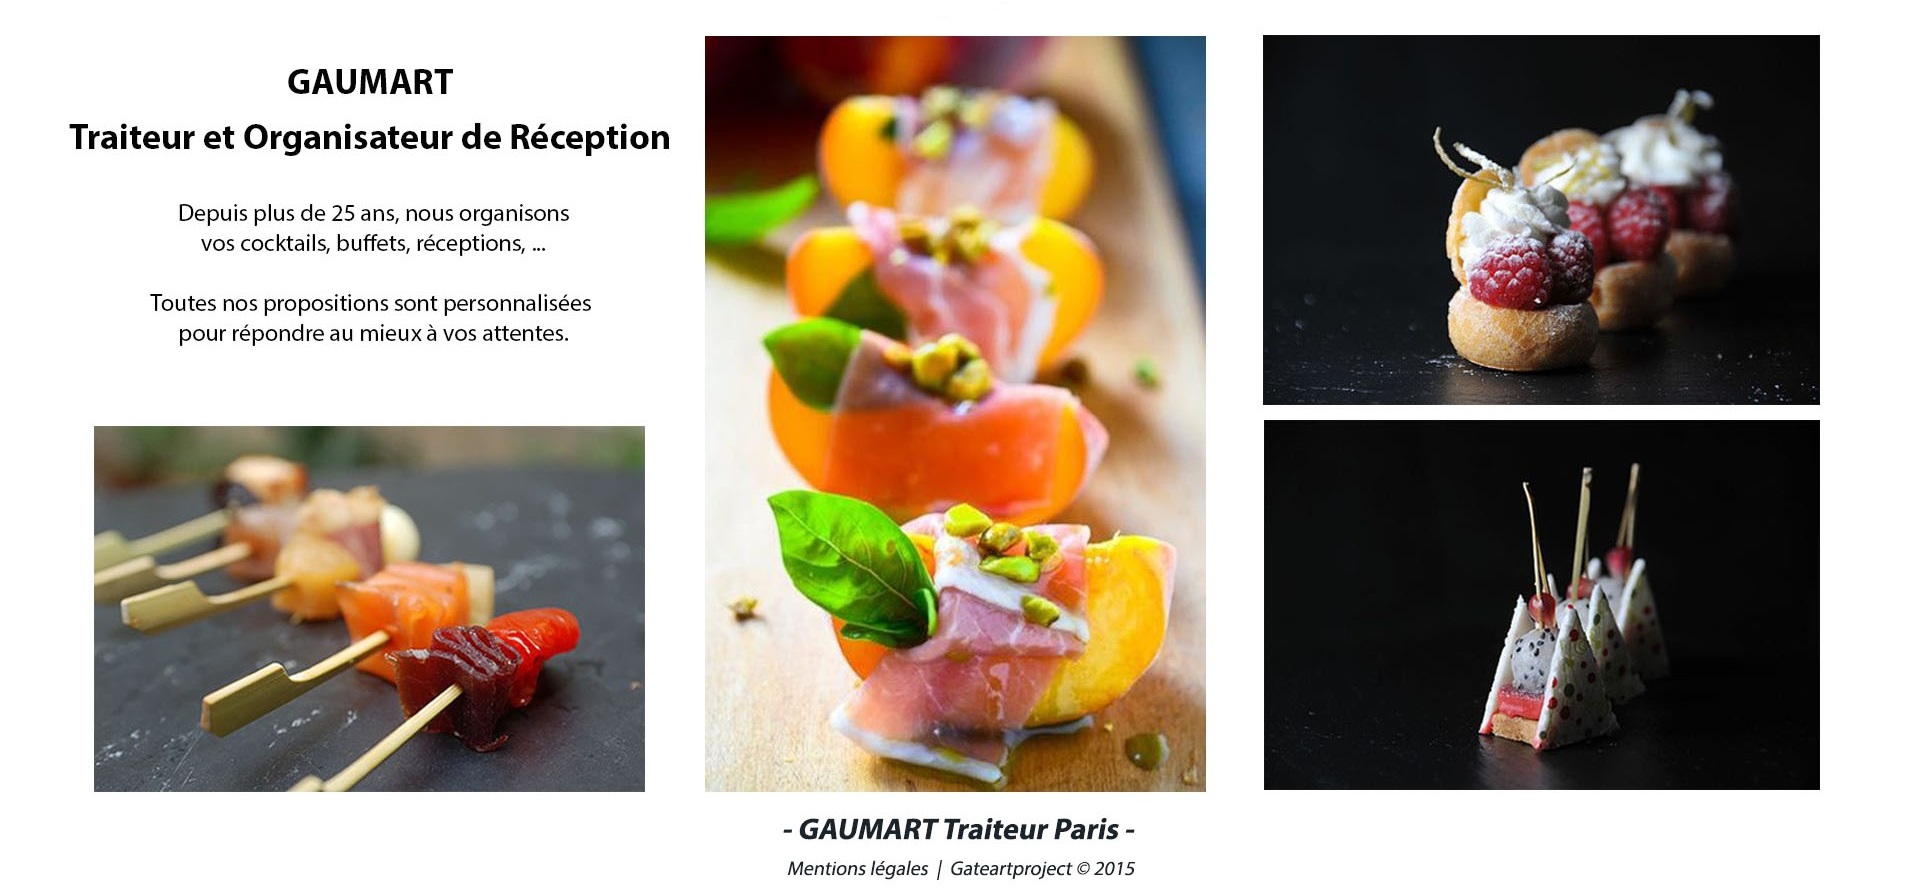 GAUMART
Traiteur et Organisateur de Réception
Depuis plus de 25 ans, nous organisons
vos cocktails, buffets, réceptions, ...
Toutes nos propositions sont personnalisées
pour répondre au mieux à vos attentes.
- GAUMART Traiteur Paris -
Mentions légales | Gateartproject © 2015